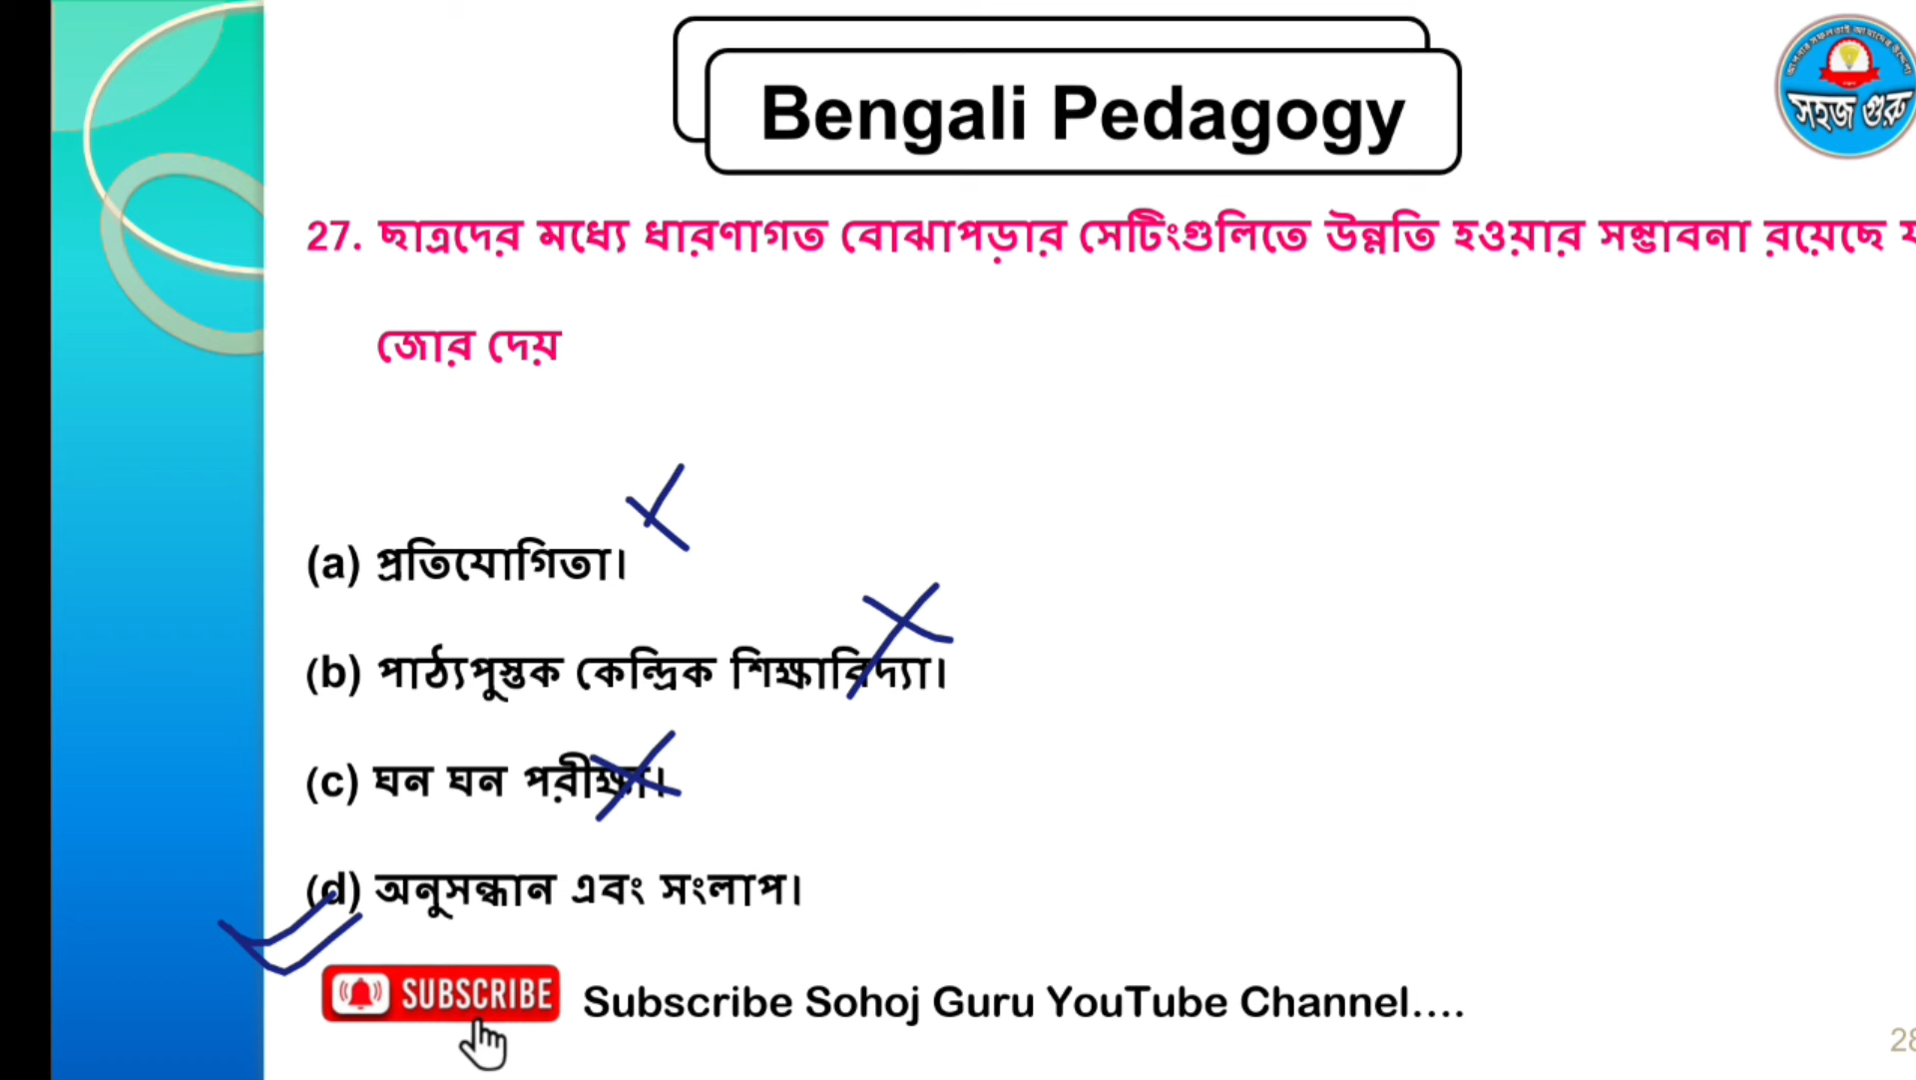 Bengali Pedagogy
সহজ গুরু
27. ছাত্রদের মধ্যে ধারণাগত বোঝাপড়ার সেটিংগুলিতে উন্নতি হওয়ার সম্ভাবনা রয়েছে
জোর দেয়
(a) প্রতিযোগিতা।
(b) পাঠ্যপুস্তক কেন্দ্রিক শিক্ষাবিদ্যা।
(c) ঘন ঘন পরীক্ষা।
(d) অনুসন্ধান এবং সংলাপ।
SUBSCRIBE Subscribe Sohoj Guru YouTube Channel....